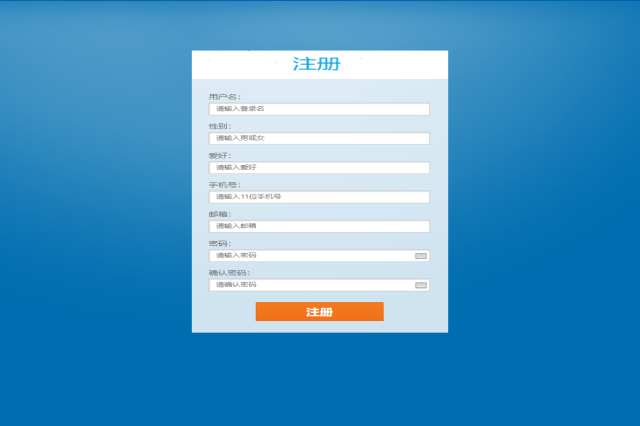 注册
用户名：
请输入登录名
性别：
请输入男或女
爱好：
请输入爱好
手机号：
请输入11位手机号
邮箱：
请输入邮箱
密码：
请输入密码
确认密码：
请确认密码
注册